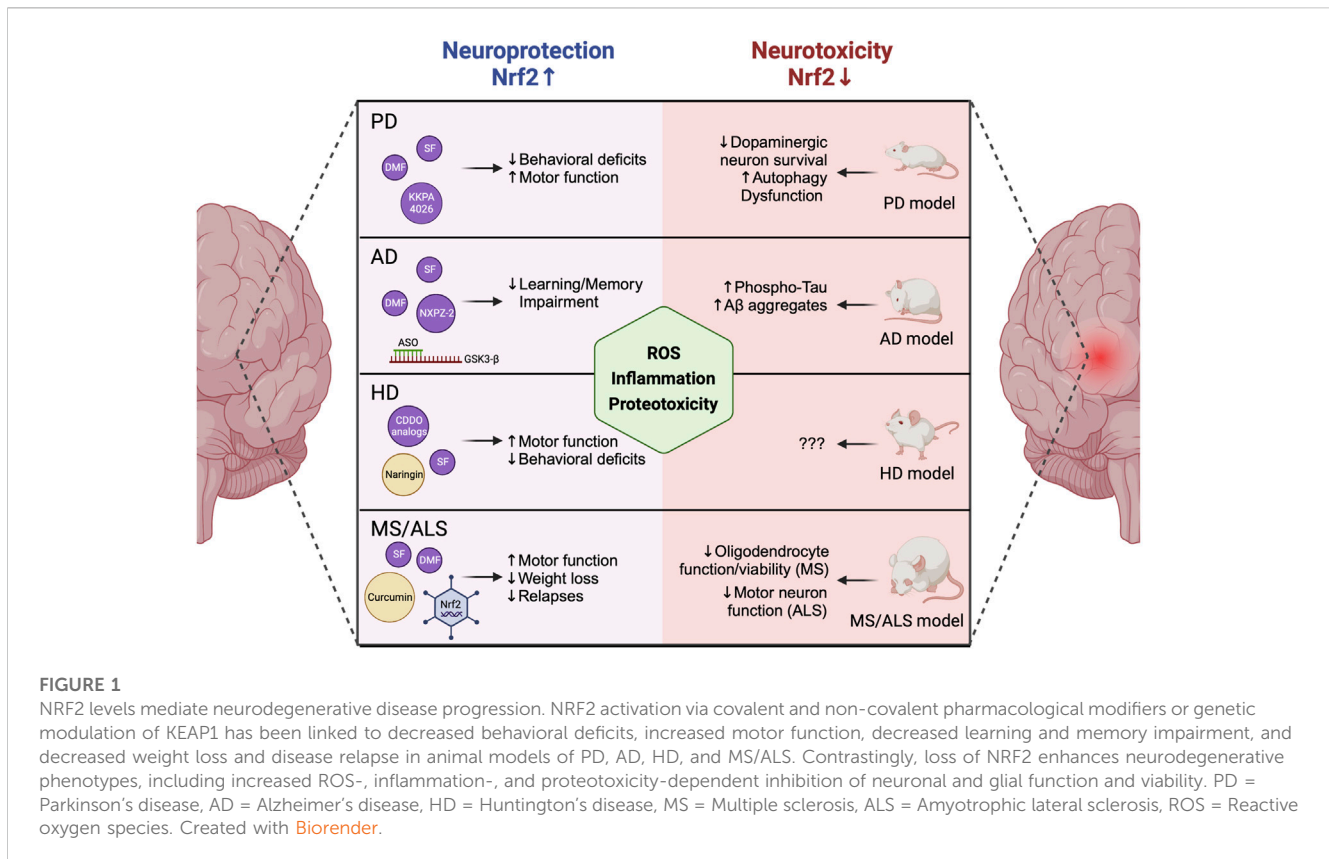 Neuroprotection
Nrf2↑
Neurotoxicity
Nrf2↓
PD
SF
DMF
KKPA
4026
↓Behavioral deficits
↑Motor function
↓Dopaminergic
neuron survival
↑Autophagy
Dysfunction
PD model
AD
SF
DMF
NXPZ-2
ASO
GSK3-β
↓Learning/Memory
Impairment
↑Phospho-Tau
↑Aβ aggregates
AD model
ROS
Inflammation
Proteotoxicity
HD
CDDO
analogs
Naringin
SF
↑Motor function
↓Behavioral deficits
???
HD model
MS/ALS
SF
DMF
Curcumin
Nrf2
↑Motor function
↓Weight loss
↓Relapses
↓Oligodendrocyte
function/viability (MS)
↓Motor neuron
function (ALS)
MS/ALS model
FIGURE 1
NRF2 levels mediate neurodegenerative disease progression. NRF2 activation via covalent and non-covalent pharmacological modifiers or genetic
modulation of KEAP1 has been linked to decreased behavioral deficits, increased motor function, decreased learning and memory impairment, and
decreased weight loss and disease relapse in animal models of PD, AD, HD, and MS/ALS. Contrastingly, loss of NRF2 enhances neurodegenerative
phenotypes, including increased ROS-, inflammation-, and proteotoxicity-dependent inhibition of neuronal and glial function and viability. PD =
Parkinson's disease, AD = Alzheimer's disease, HD = Huntington's disease, MS = Multiple sclerosis, ALS = Amyotrophic lateral sclerosis, ROS = Reactive
oxygen species. Created with Biorender.